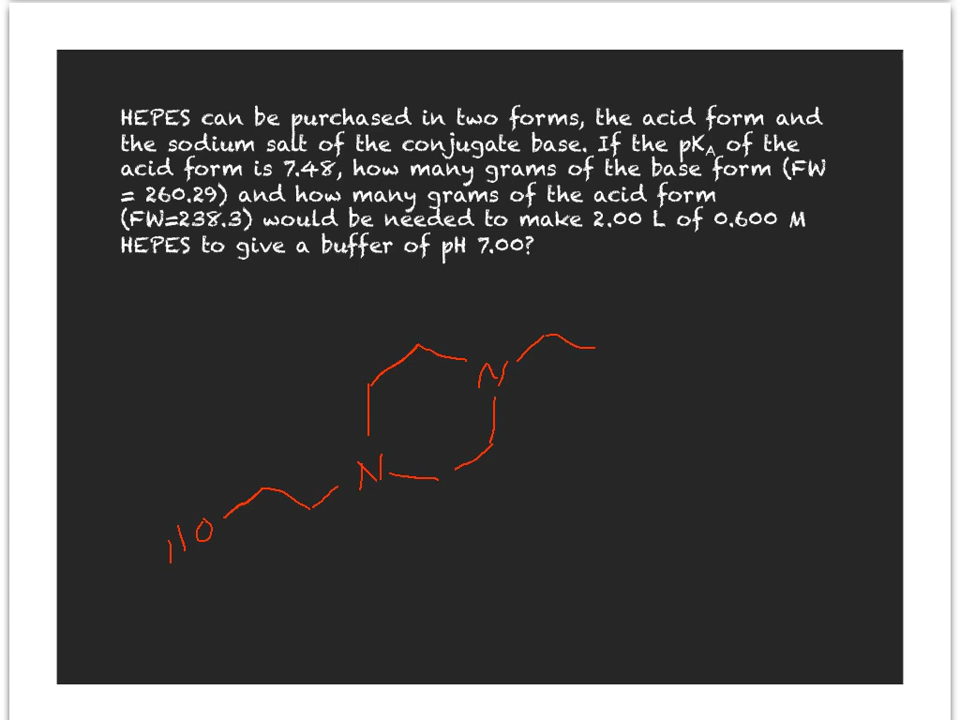 HEPES can be purchased in two forms, the acid form and
the sodium salt of the conjugate base. If the pKA of the
acid form is 7.48, how many grams of the base form (FW
= 260.29) and how many grams of the acid form
(FW=238.3) would be needed to make 2.00 L of 0.600 M
HEPES to give a buffer of pH 7.00?
N
N
HO